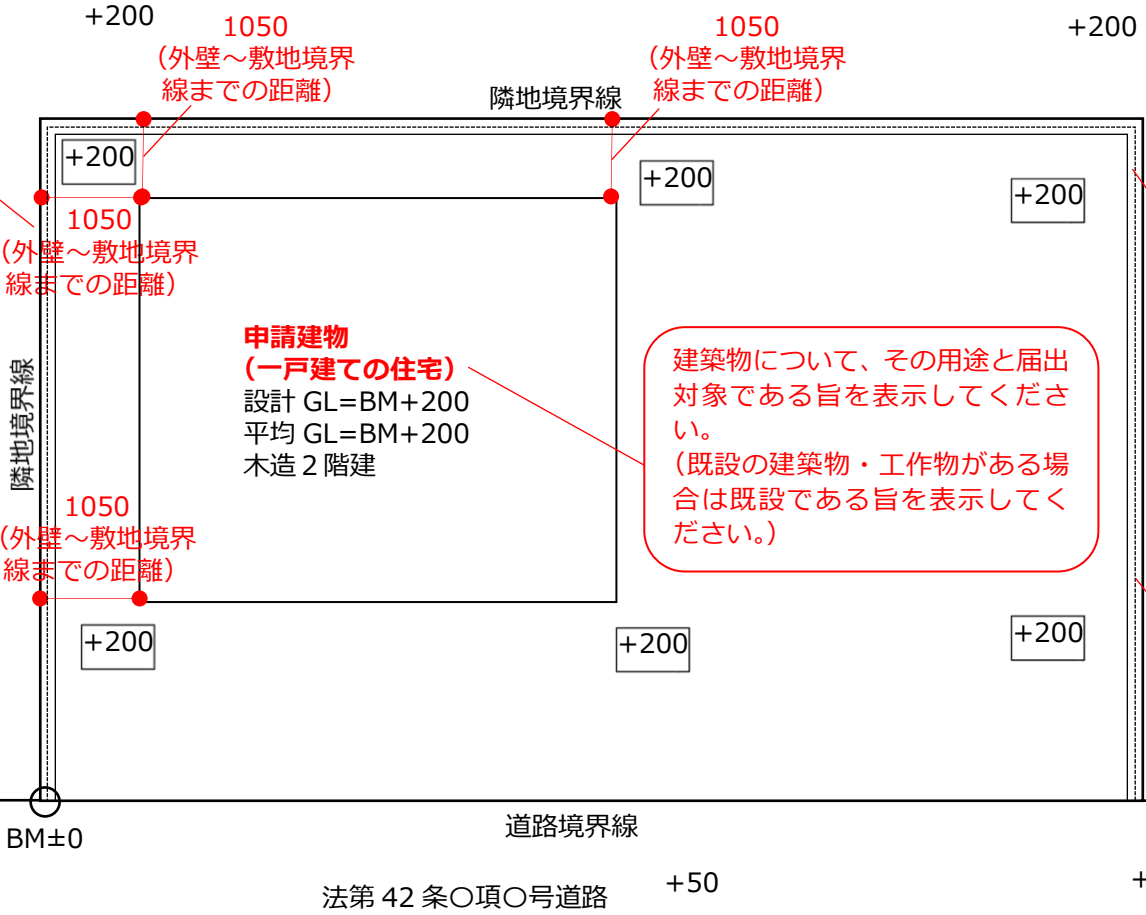 +200
1050
（外壁～敷地境界
線までの距離）
1050
（外壁～敷地境界
線までの距離）
+200
隣地境界線
+200
+200
+200
1050
（外壁～敷地境界
線までの距離）
申請建物
（一戸建ての住宅）
設計 GL=BM+200
平均 GL=BM+200
木造２階建
建築物について、その用途と届出
対象である旨を表示してくださ
い。
（既設の建築物・工作物がある場
合は既設である旨を表示してく
ださい。）
隣地境界線
1050
（外壁～敷地境界
線までの距離）
+200
+200
+200
BM±0
道路境界線
法第 42 条〇項〇号道路
+50
+